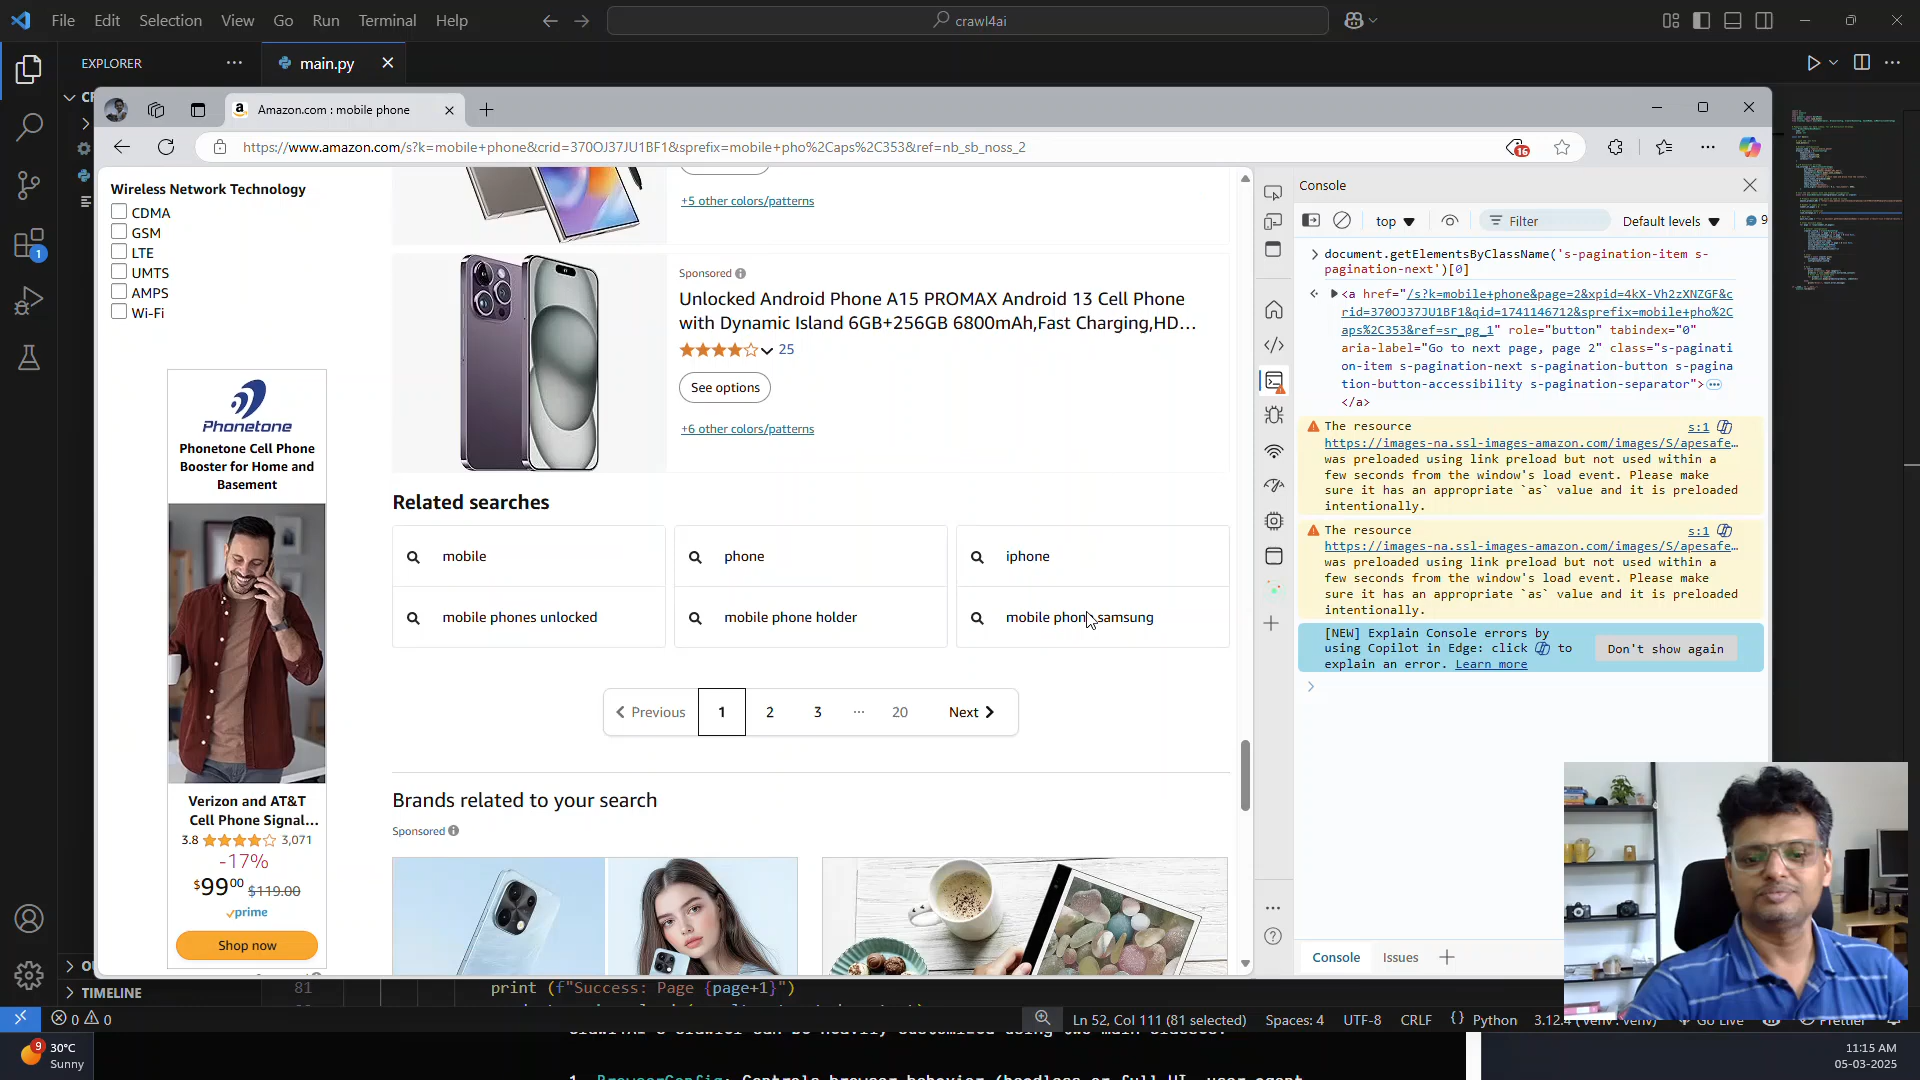 File Edit Selection View Go Run Terminal Help
crawl4ai
EXPLORER
main.py
Amazon.com : mobile phone
https://www.amazon.com/s?k=mobile+phone&crid=370OJ37JU1BF1&sprefix=mobile+pho%2Caps%2C353&ref=nb_sb_noss_2
16
Wireless Network Technology
CDMA
GSM
LTE
UMTS
AMPS
Wi-Fi
Phonetone
Phonetone Cell Phone
Booster for Home and
Basement
Verizon and AT&T
Cell Phone Signal...
3.8
3,071
-17%
$99 00 $119.00
prime
Shop now
+5 other colors/patterns
Sponsored
Unlocked Android Phone A15 PROMAX Android 13 Cell Phone
with Dynamic Island 6GB+256GB 6800mAh,Fast Charging,HD...
25
See options
+6 other colors/patterns
Related searches
mobile
phone
iphone
mobile phones unlocked
mobile phone holder
mobile phone samsung
Previous 1 2 3 ... 20 Next
Brands related to your search
Sponsored
Console
top
Filter
Default levels
9
document.getElementsByClassName('s-pagination-item s-
pagination-next')[0]
<a href="/s?k=mobile+phone&page=2&xpid=4kX-Vh2zXNZGF&c
rid=370OJ37JU1BF1&qid=1741146712&sprefix=mobile+pho%2C
aps%2C353&ref=sr_pg_1" role="button" tabindex="0"
aria-label="Go to next page, page 2" class="s-paginati
on-item s-pagination-next s-pagination-button s-pagina
tion-button-accessibility s-pagination-separator">
</a>
The resource s:1
https://images-na.ssl-images-amazon.com/images/S/apesafe…
was preloaded using link preload but not used within a
few seconds from the window's load event. Please make
sure it has an appropriate `as` value and it is preloaded
intentionally.
The resource s:1
https://images-na.ssl-images-amazon.com/images/S/apesafe…
was preloaded using link preload but not used within a
few seconds from the window's load event. Please make
sure it has an appropriate `as` value and it is preloaded
intentionally.
[NEW] Explain Console errors by
using Copilot in Edge: click to
explain an error. Learn more
Don't show again
Console Issues
TIMELINE
81
print (f"Success: Page {page+1}")
0 0
Ln 52, Col 111 (81 selected) Spaces: 4 UTF-8 CRLF {} Python
1
9
30°C
Sunny
11:15 AM
05-03-2025